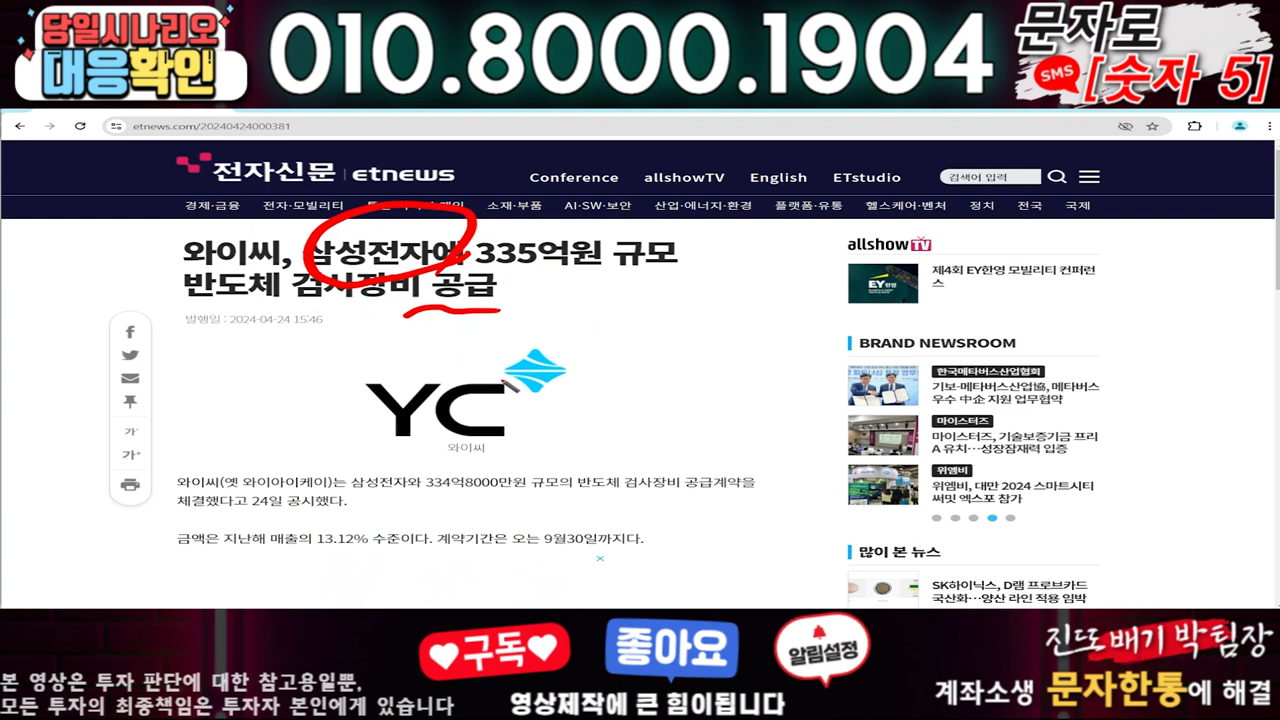 당일시나리오
대응확인
010.8000.1904
문자로
SMS
[숫자 5]
etnews.com/20240424000381
전자신문 etnews
Conference allshowTV English ETstudio
검색어 입력
경제·금융 전자·모빌리티 소재·부품 AI·SW·보안 산업·에너지·환경 플랫폼·유통 헬스케어·벤처 정치 전국 국제
와이씨, 삼성전자에 335억원 규모
반도체 검사장비 공급
발행일 : 2024-04-24 15:46
가-
가+
YC
와이씨
와이씨(옛 와이아이케이)는 삼성전자와 334억8000만원 규모의 반도체 검사장비 공급계약을
체결했다고 24일 공시했다.
금액은 지난해 매출의 13.12% 수준이다. 계약기간은 오는 9월30일까지다.
allshowTV
EY한영
제4회 EY한영 모빌리티 컨퍼런
스
BRAND NEWSROOM
한국메타버스산업협회
기보-메타버스산업協, 메타버스
우수 中企 지원 업무협약
마이스터즈
마이스터즈, 기술보증기금 프리
A 유치…성장잠재력 입증
위엠비
위엠비, 대만 2024 스마트시티
써밋 엑스포 참가
많이 본 뉴스
SK하이닉스, D램 프로브카드
국산화…양산 라인 적용 임박
구독
좋아요
알림설정
영상제작에 큰 힘이됩니다
본 영상은 투자 판단에 대한 참고용일뿐,
모든 투자의 최종책임은 투자자 본인에게 있습니다
진또배기 박팀장
계좌소생 문자한통에 해결